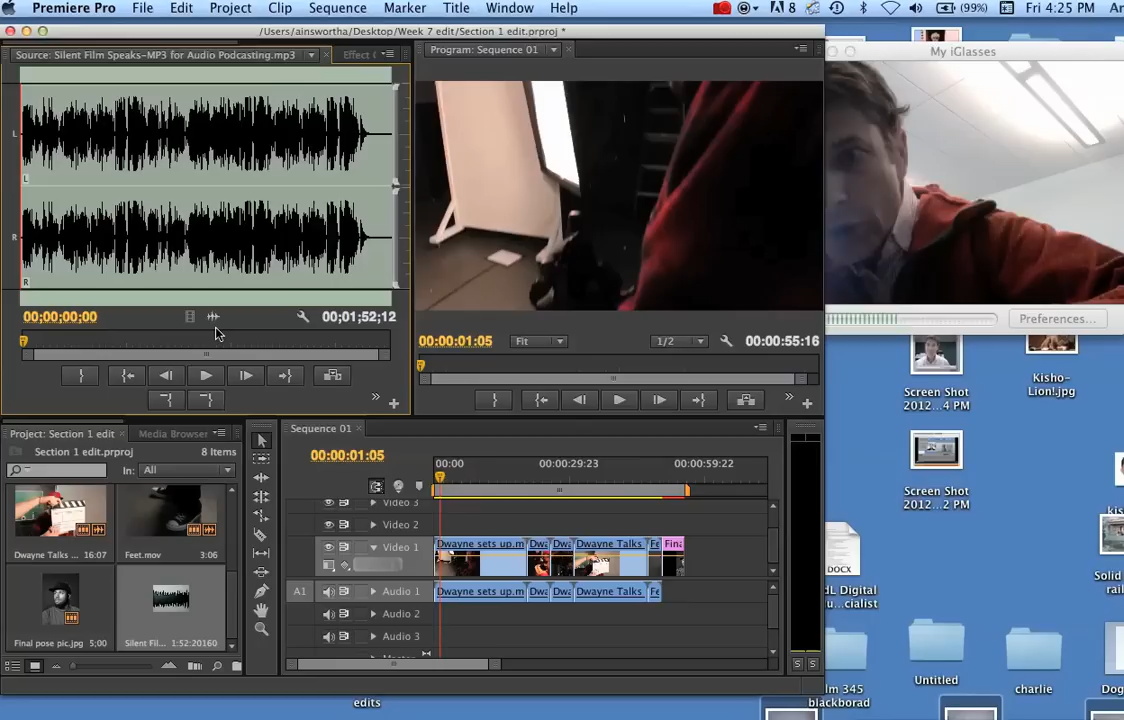 Premiere Pro File Edit Project Clip Sequence Marker Title Window Help 8 (99%) Fri 4:25 PM An
/Users/ainswortha/Desktop/Week 7 edit/Section 1 edit.prproj *
Source: Silent Film Speaks-MP3 for Audio Podcasting.mp3 Effect
Program: Sequence 01
My iGlasses
L
L
R
R
00;00;00;00 00;01;52;12
Preferences...
00:00:01:05 Fit 1/2 00:00:55:16
Screen Shot
2012...4 PM
Kisho-
Lion!.jpg
Project: Section 1 edit Media Browser
Section 1 edit.prproj 8 Items
In: All
Dwayne Talks ... 16:07
Feet.mov 3:06
Final pose pic.jpg 5;00
Silent Fil... 1:52:20160
Sequence 01
00:00:01:05
00:00 00:00:29:23 00:00:59:22
Video 3
Video 2
Video 1
Dwayne sets up.m Dwa Dwa Dwayne Talks Fe Fina
A1 Audio 1
Dwayne sets up.m Dwa Dwa Dwayne Talks Fe
Audio 2
Audio 3
S S
Screen Shot
2012...2 PM
DOCX
dL Digital
cialist
Solid
rail
Untitled
charlie
Dog
lm 345
blackborad
edits